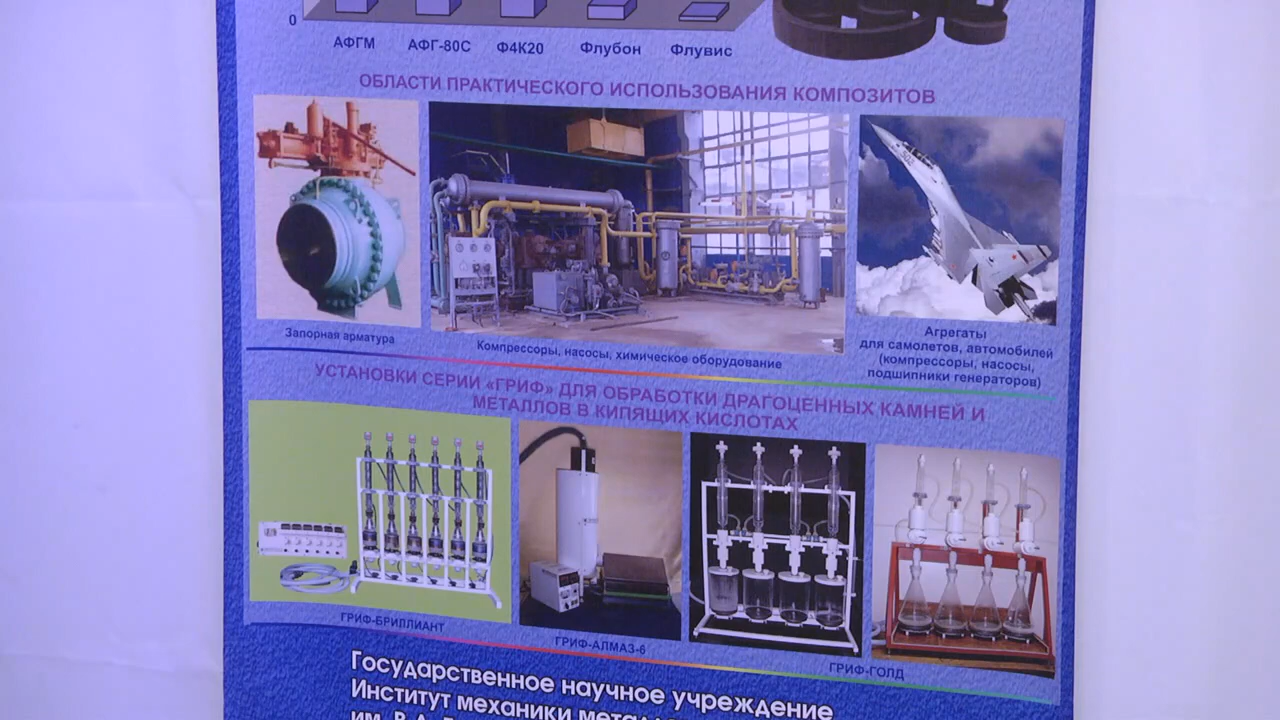 0
АФГМ АФГ-80С Ф4К20 Флубон Флувис
ОБЛАСТИ ПРАКТИЧЕСКОГО ИСПОЛЬЗОВАНИЯ КОМПОЗИТОВ
Запорная арматура
Компрессоры, насосы, химическое оборудование
Агрегаты
для самолетов, автомобилей
(компрессоры, насосы,
подшипники генераторов)
УСТАНОВКИ СЕРИИ «ГРИФ» ДЛЯ ОБРАБОТКИ ДРАГОЦЕННЫХ КАМНЕЙ И
МЕТАЛЛОВ В КИПЯЩИХ КИСЛОТАХ
ГРИФ-БРИЛЛИАНТ
ГРИФ-АЛМАЗ-6
ГРИФ-ГОЛД
Государственное научное учреждение
Институт механики
им. В.А.